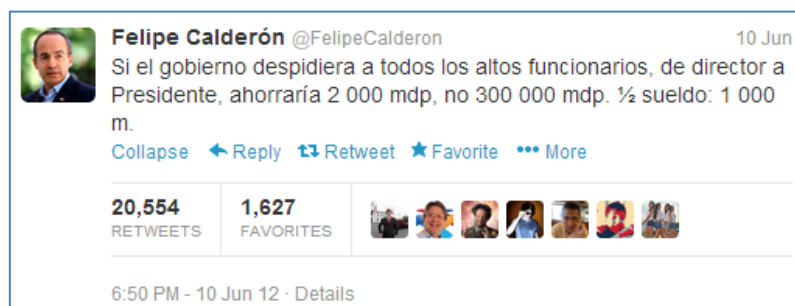 Felipe Calderón @FelipeCalderon 10 Jun
Si el gobierno despidiera a todos los altos funcionarios, de director a
Presidente, ahorraría 2 000 mdp, no 300 000 mdp. ½ sueldo: 1 000
m.
Collapse Reply Retweet Favorite More
20,554 1,627
RETWEETS FAVORITES
6:50 PM - 10 Jun 12 · Details